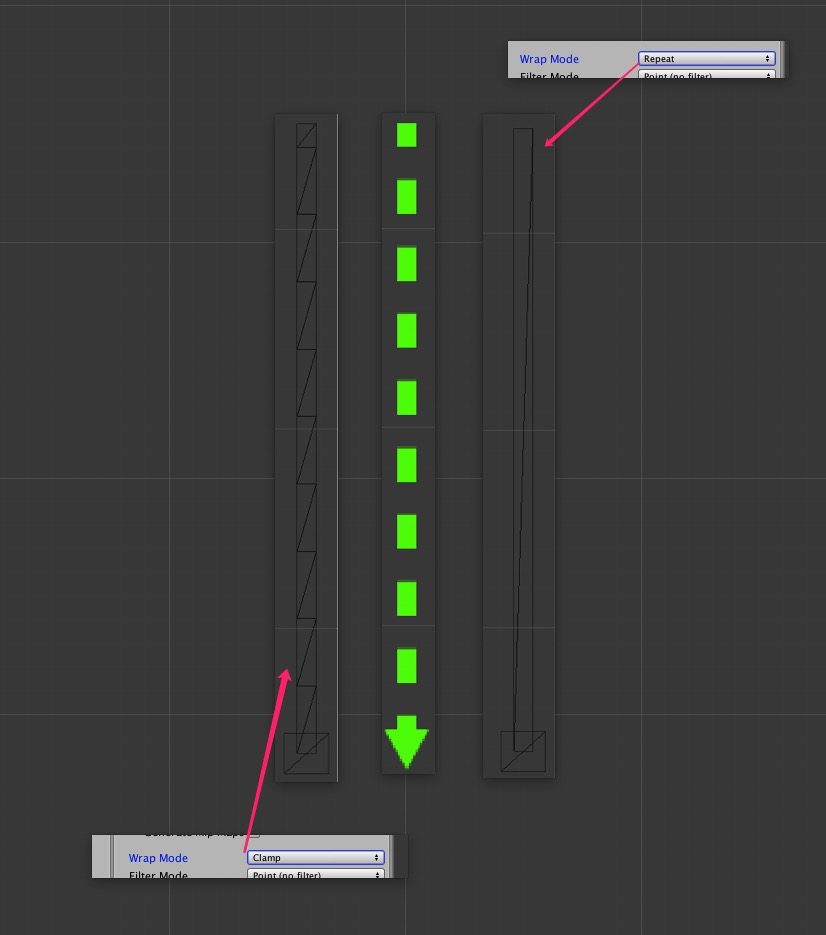 Wrap Mode Repeat
Filter Mode Point (no filter)
Generate Mip Maps
Wrap Mode Clamp
Filter Mode Point (no filter)